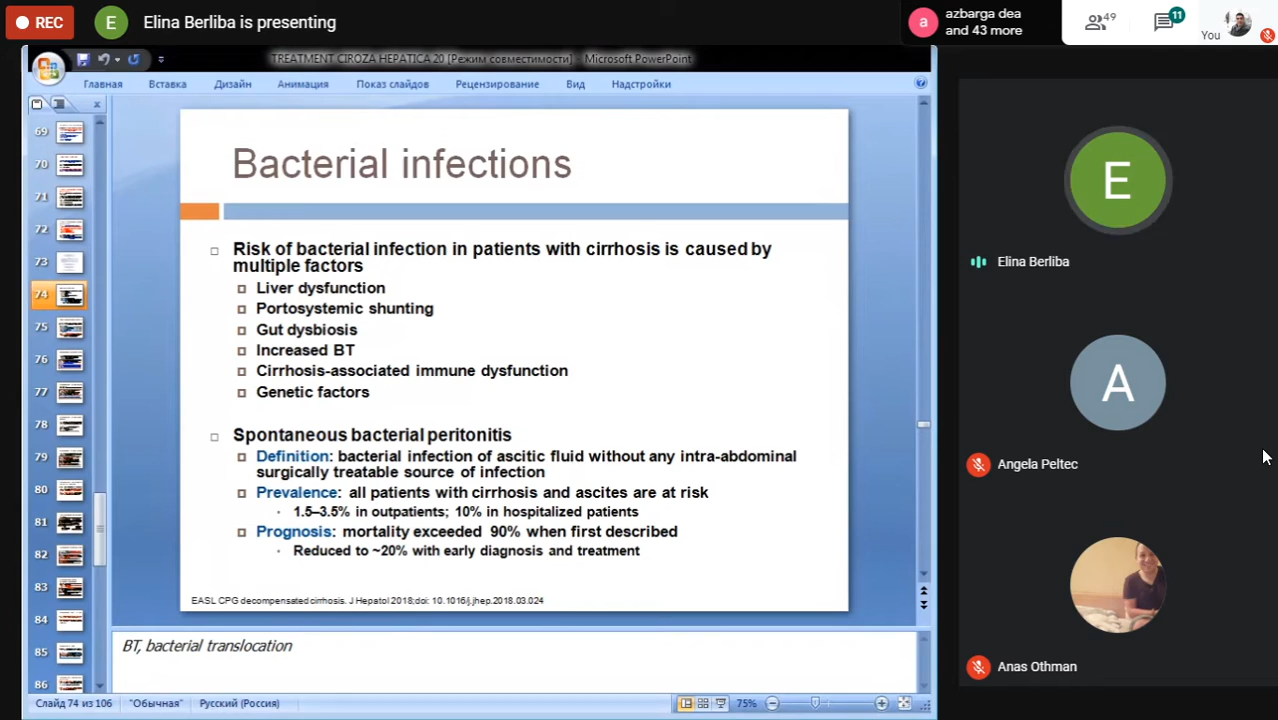 REC
E
Elina Berliba is presenting
a
azbarga dea
and 43 more
49
11
You
TREATMENT CIROZA HEPATICA 20 [Режим совместимости] - Microsoft PowerPoint
Главная
Вставка
Дизайн
Анимация
Показ слайдов
Рецензирование
Вид
Надстройки
69
70
71
72
73
74
75
76
77
78
79
80
81
82
83
84
85
86
Bacterial infections
Risk of bacterial infection in patients with cirrhosis is caused by
multiple factors
Liver dysfunction
Portosystemic shunting
Gut dysbiosis
Increased BT
Cirrhosis-associated immune dysfunction
Genetic factors
Spontaneous bacterial peritonitis
Definition: bacterial infection of ascitic fluid without any intra-abdominal
surgically treatable source of infection
Prevalence: all patients with cirrhosis and ascites are at risk
1.5–3.5% in outpatients; 10% in hospitalized patients
Prognosis: mortality exceeded 90% when first described
Reduced to ~20% with early diagnosis and treatment
EASL CPG decompensated cirrhosis. J Hepatol 2018;doi: 10.1016/j.jhep.2018.03.024
BT, bacterial translocation
Слайд 74 из 106
"Обычная"
Русский (Россия)
75%
E
Elina Berliba
A
Angela Peltec
Anas Othman